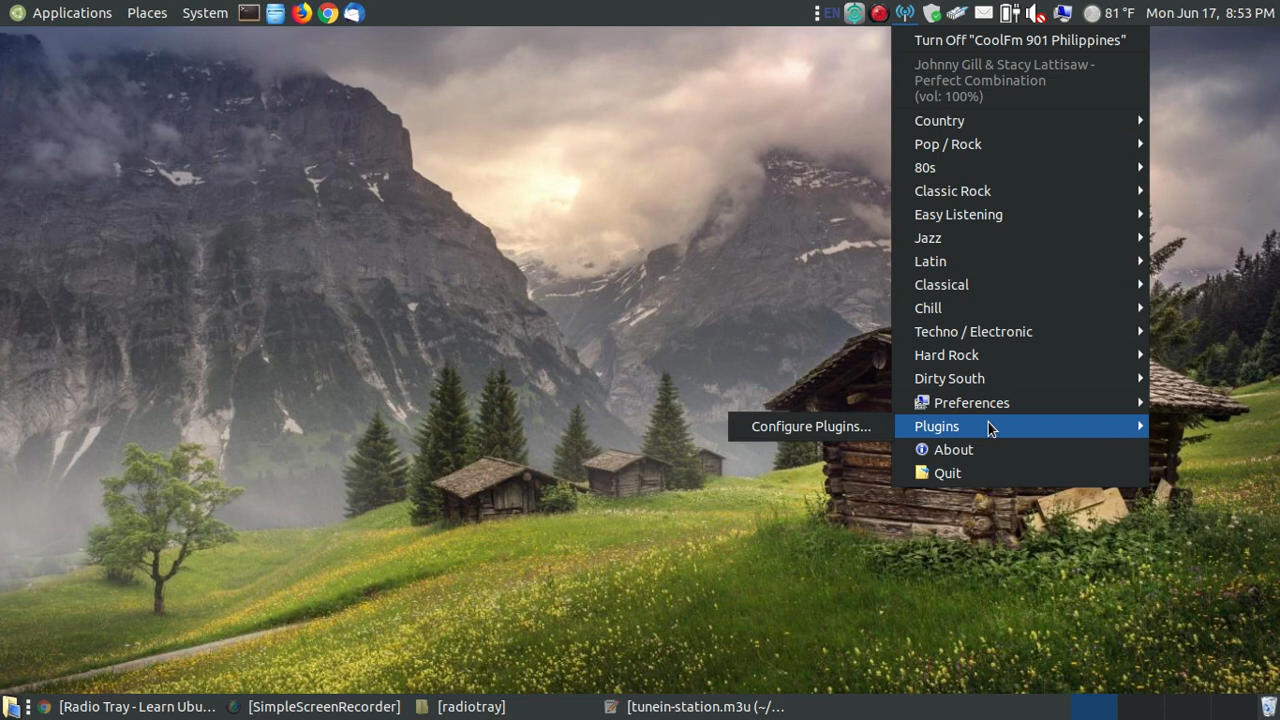 Applications Places System EN 81 °F Mon Jun 17, 8:53 PM
Turn Off "CoolFm 901 Philippines"
Johnny Gill & Stacy Lattisaw -
Perfect Combination
(vol: 100%)
Country
Pop / Rock
80s
Classic Rock
Easy Listening
Jazz
Latin
Classical
Chill
Techno / Electronic
Hard Rock
Dirty South
Preferences
Plugins
Configure Plugins...
About
Quit
[Radio Tray - Learn Ubu... [SimpleScreenRecorder] [radiotray] [tunein-station.m3u (~/...